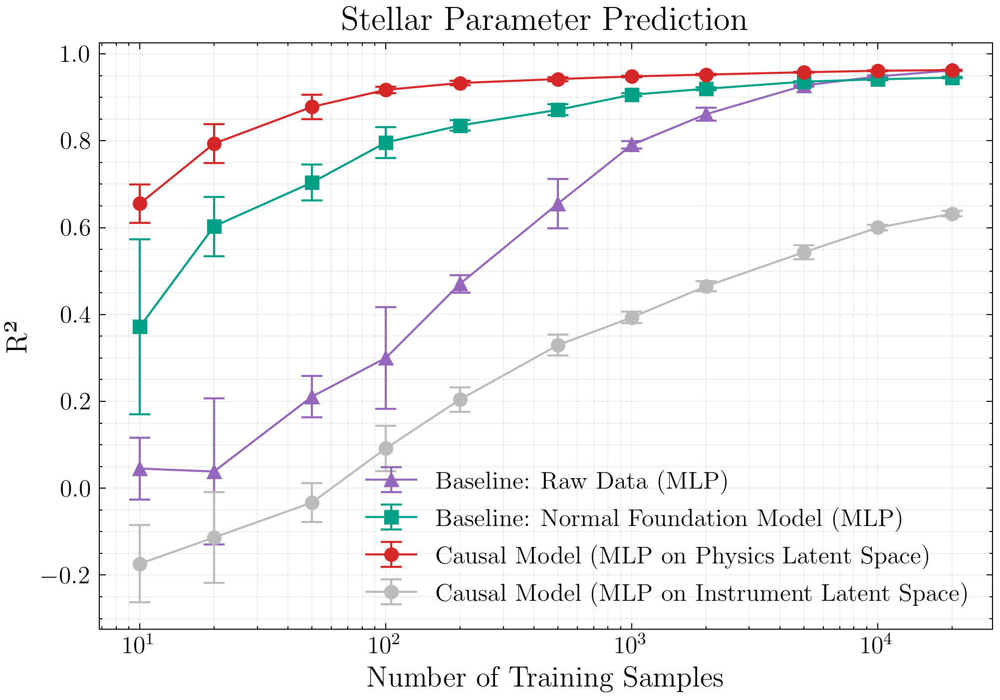 Stellar Parameter Prediction
1.0
0.8
0.6
0.4
0.2
0.0
−0.2
R²
Baseline: Raw Data (MLP)
Baseline: Normal Foundation Model (MLP)
Causal Model (MLP on Physics Latent Space)
Causal Model (MLP on Instrument Latent Space)
10¹ 10² 10³ 10⁴
Number of Training Samples